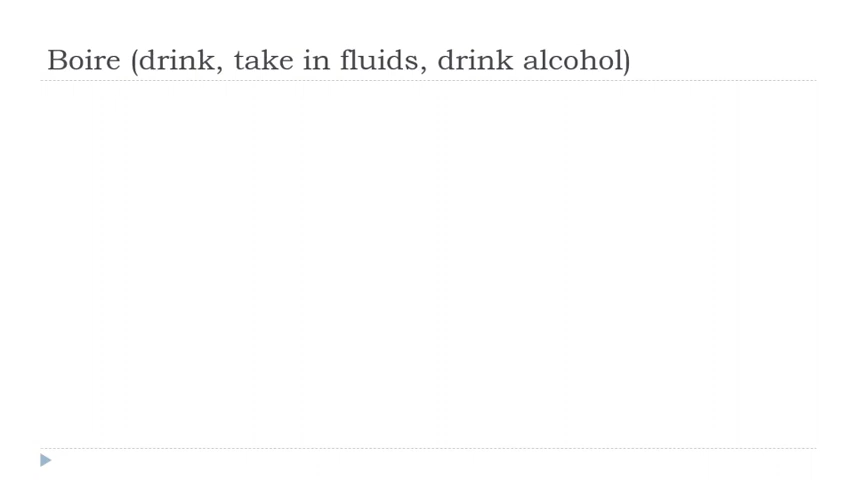 Boire (drink, take in fluids, drink alcohol)